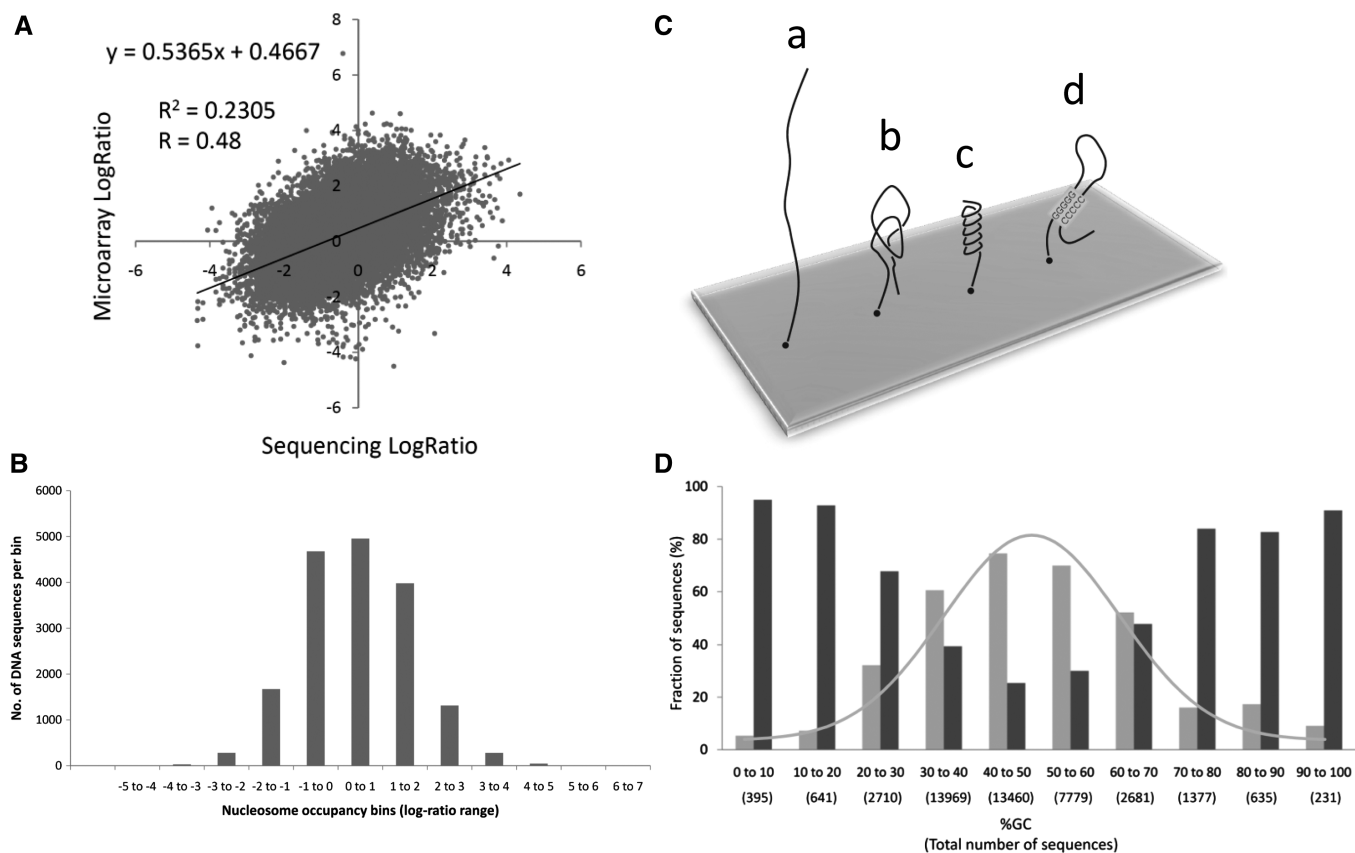 A
y = 0.5365x + 0.4667
R² = 0.2305
R = 0.48
Microarray LogRatio
8
6
4
2
0
-2
-4
-6
-6 -4 -2 0 2 4 6
Sequencing LogRatio
C
a
b
c
d
GGGGG
CCCCC
B
No. of DNA sequences per bin
6000
5000
4000
3000
2000
1000
0
-5 to -4 -4 to -3 -3 to -2 -2 to -1 -1 to 0 0 to 1 1 to 2 2 to 3 3 to 4 4 to 5 5 to 6 6 to 7
Nucleosome occupancy bins (log-ratio range)
D
Fraction of sequences (%)
100
80
60
40
20
0
0 to 10 10 to 20 20 to 30 30 to 40 40 to 50 50 to 60 60 to 70 70 to 80 80 to 90 90 to 100
(395) (641) (2710) (13969) (13460) (7779) (2681) (1377) (635) (231)
%GC
(Total number of sequences)